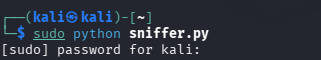 ┌──(kali㉿kali)-[~]
└─$ sudo python sniffer.py
[sudo] password for kali: